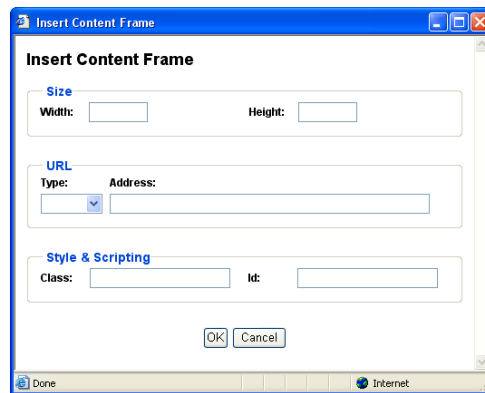 Insert Content Frame
Insert Content Frame
Size
Width: Height:
URL
Type: Address:
Style & Scripting
Class: Id:
OK Cancel
Done Internet